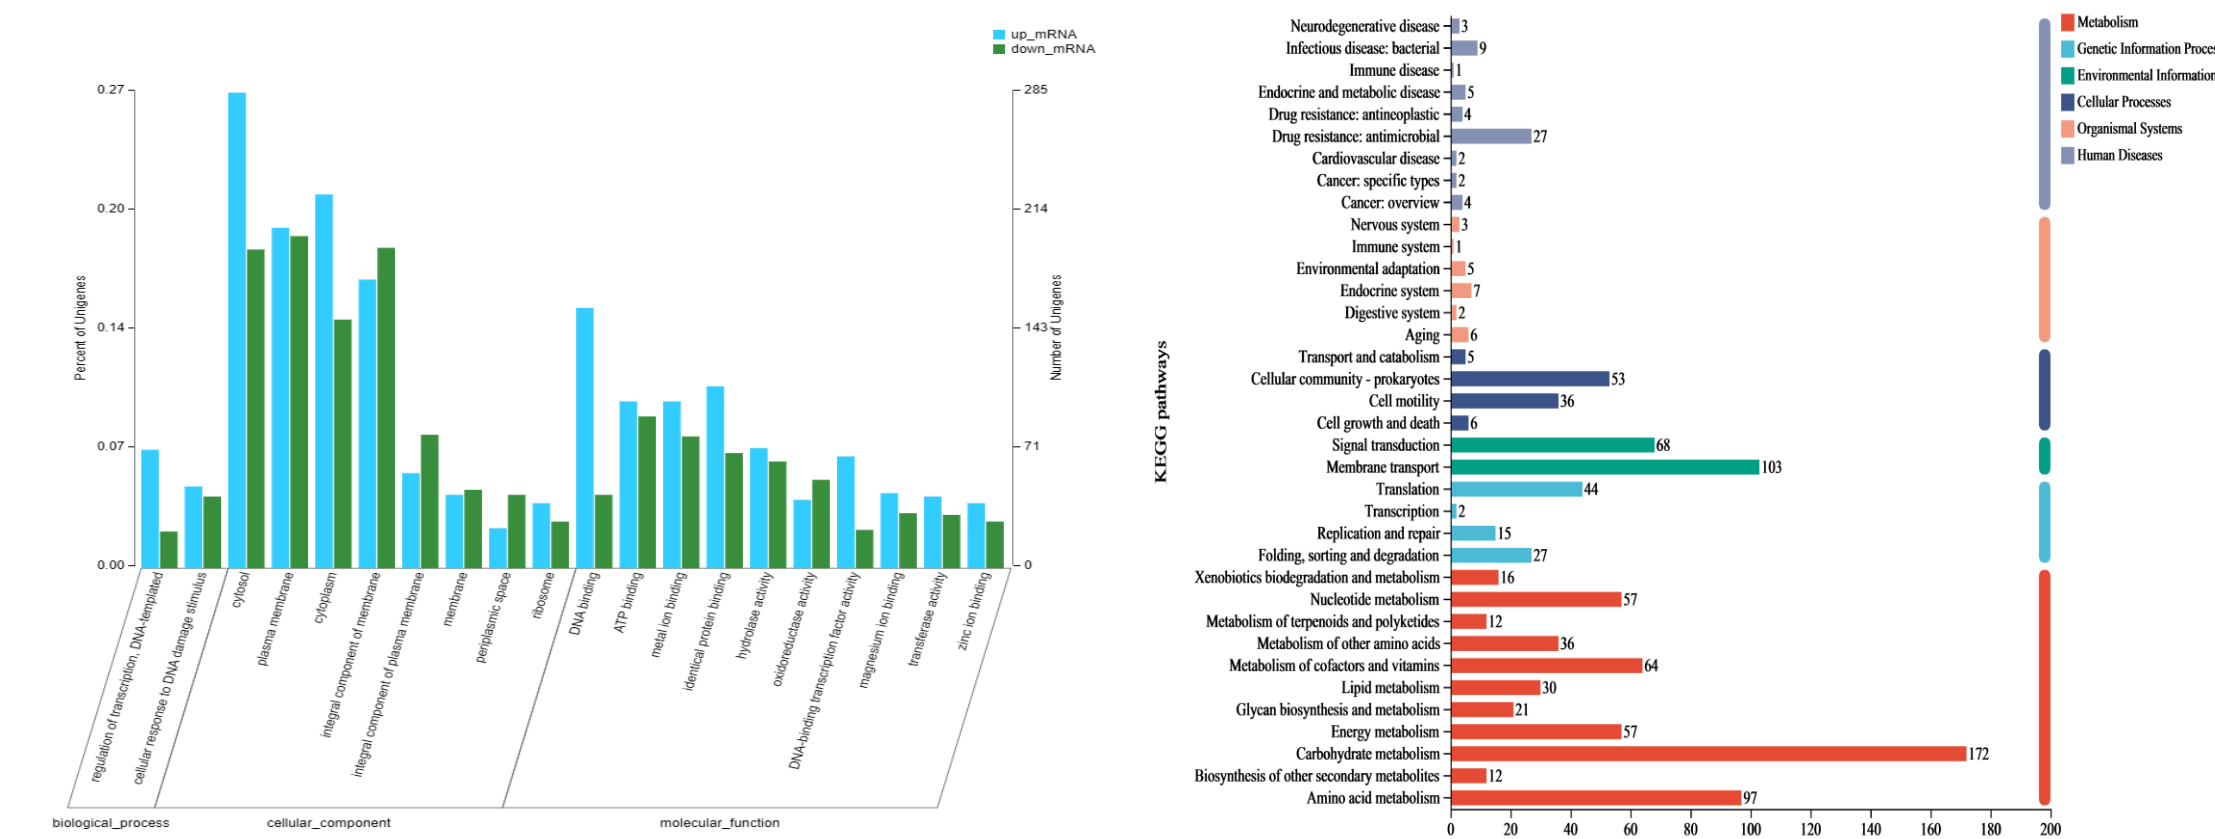 up_mRNA
down_mRNA
0.27
0.20
0.14
0.07
0.00
285
214
143
71
0
Percent of Unigenes
Number of Unigenes
regulation of transcription, DNA-templated
cellular response to DNA damage stimulus
cytosol
plasma membrane
cytoplasm
integral component of membrane
integral component of plasma membrane
membrane
periplasmic space
ribosome
DNA binding
ATP binding
metal ion binding
identical protein binding
hydrolase activity
oxidoreductase activity
DNA-binding transcription factor activity
magnesium ion binding
transferase activity
zinc ion binding
biological_process
cellular_component
molecular_function
KEGG pathways
Neurodegenerative disease 3
Infectious disease: bacterial 9
Immune disease 1
Endocrine and metabolic disease 5
Drug resistance: antineoplastic 4
Drug resistance: antimicrobial 27
Cardiovascular disease 2
Cancer: specific types 2
Cancer: overview 4
Nervous system 3
Immune system 1
Environmental adaptation 5
Endocrine system 7
Digestive system 2
Aging 6
Transport and catabolism 5
Cellular community - prokaryotes 53
Cell motility 36
Cell growth and death 6
Signal transduction 68
Membrane transport 103
Translation 44
Transcription 2
Replication and repair 15
Folding, sorting and degradation 27
Xenobiotics biodegradation and metabolism 16
Nucleotide metabolism 57
Metabolism of terpenoids and polyketides 12
Metabolism of other amino acids 36
Metabolism of cofactors and vitamins 64
Lipid metabolism 30
Glycan biosynthesis and metabolism 21
Energy metabolism 57
Carbohydrate metabolism 172
Biosynthesis of other secondary metabolites 12
Amino acid metabolism 97
0 20 40 60 80 100 120 140 160 180 200
Metabolism
Genetic Information Proces
Environmental Information
Cellular Processes
Organismal Systems
Human Diseases